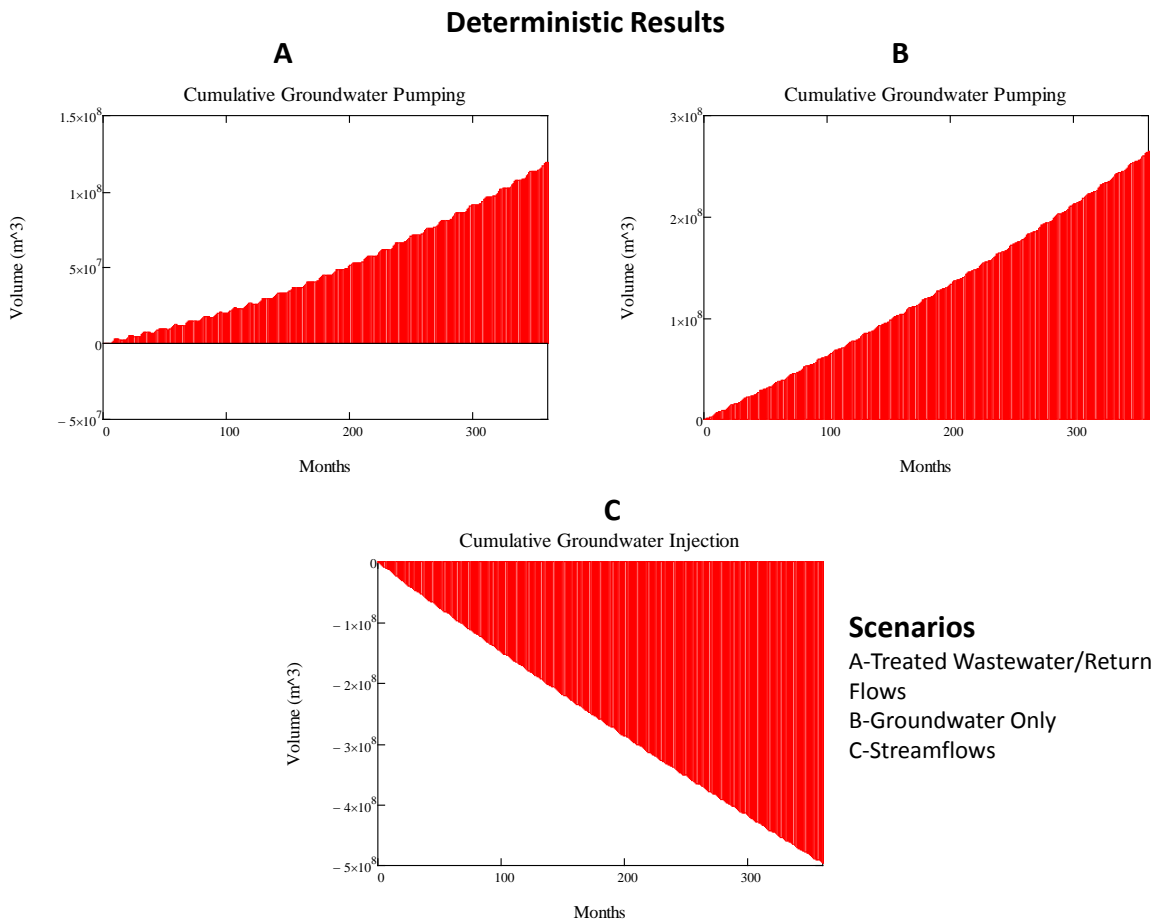 Deterministic Results
A
Cumulative Groundwater Pumping
1.5×10^8
1×10^8
5×10^7
0
− 5×10^7
Volume (m^3)
0 100 200 300
Months
B
Cumulative Groundwater Pumping
3×10^8
2×10^8
1×10^8
0
Volume (m^3)
0 100 200 300
Months
C
Cumulative Groundwater Injection
0
− 1×10^8
− 2×10^8
− 3×10^8
− 4×10^8
− 5×10^8
Volume (m^3)
0 100 200 300
Months
Scenarios
A-Treated Wastewater/Return
Flows
B-Groundwater Only
C-Streamflows